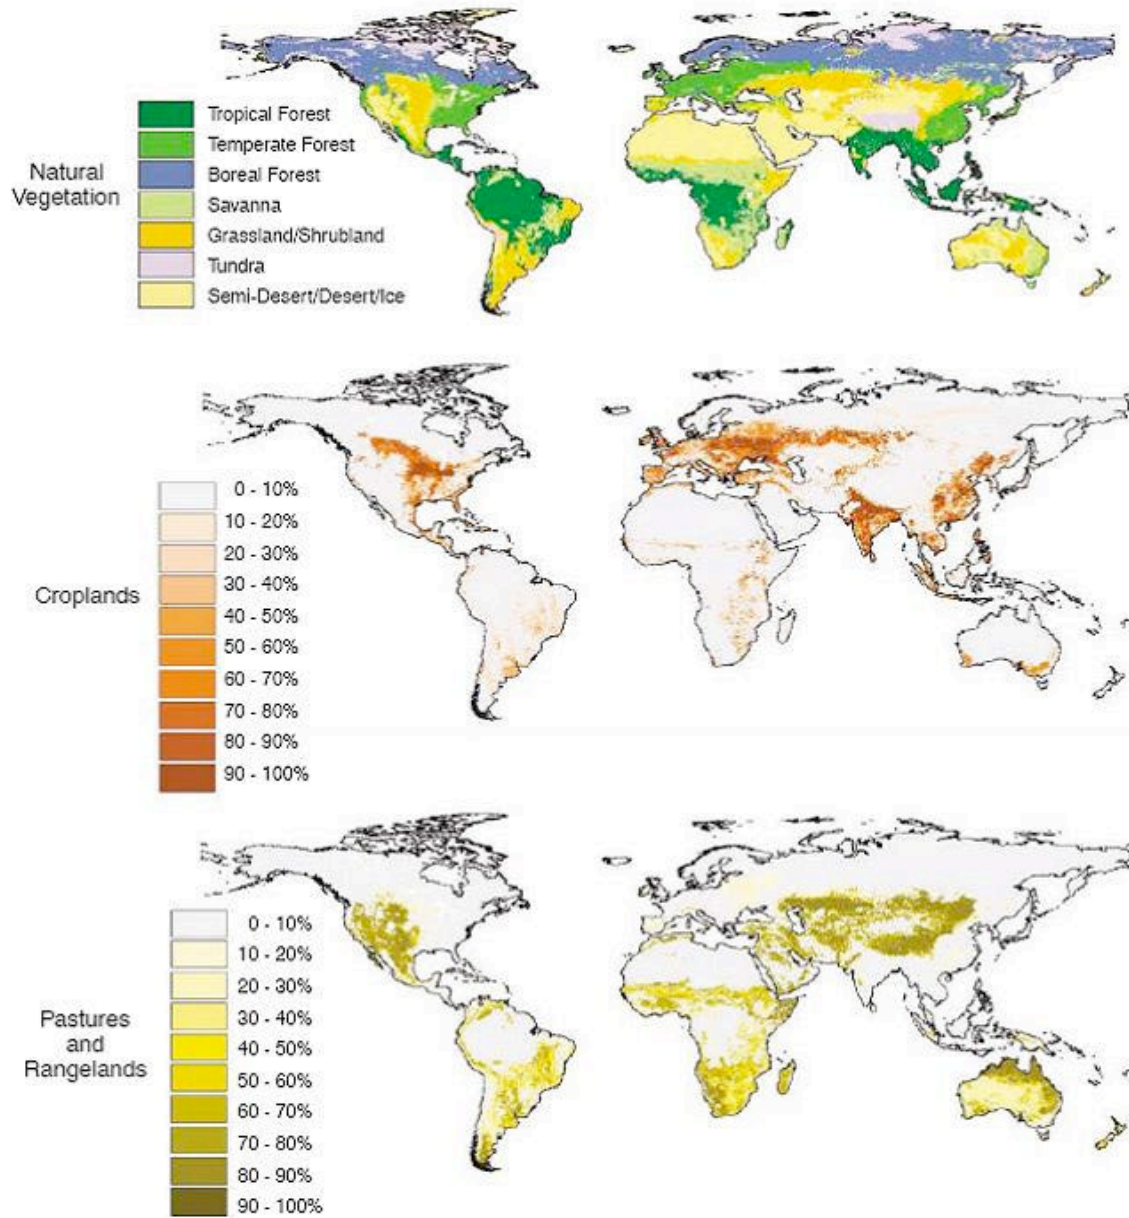 Natural
Vegetation
Tropical Forest
Temperate Forest
Boreal Forest
Savanna
Grassland/Shrubland
Tundra
Semi-Desert/Desert/Ice
Croplands
0 - 10%
10 - 20%
20 - 30%
30 - 40%
40 - 50%
50 - 60%
60 - 70%
70 - 80%
80 - 90%
90 - 100%
Pastures
and
Rangelands
0 - 10%
10 - 20%
20 - 30%
30 - 40%
40 - 50%
50 - 60%
60 - 70%
70 - 80%
80 - 90%
90 - 100%